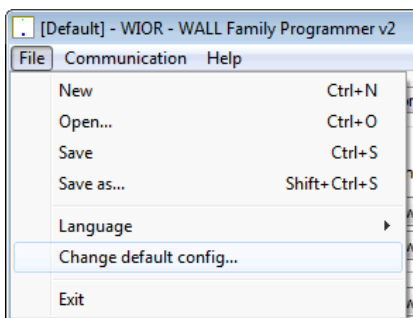 [Default] - WIOR - WALL Family Programmer v2
File Communication Help
New Ctrl+N
Open... Ctrl+O
Save Ctrl+S
Save as... Shift+Ctrl+S
Language
Change default config...
Exit